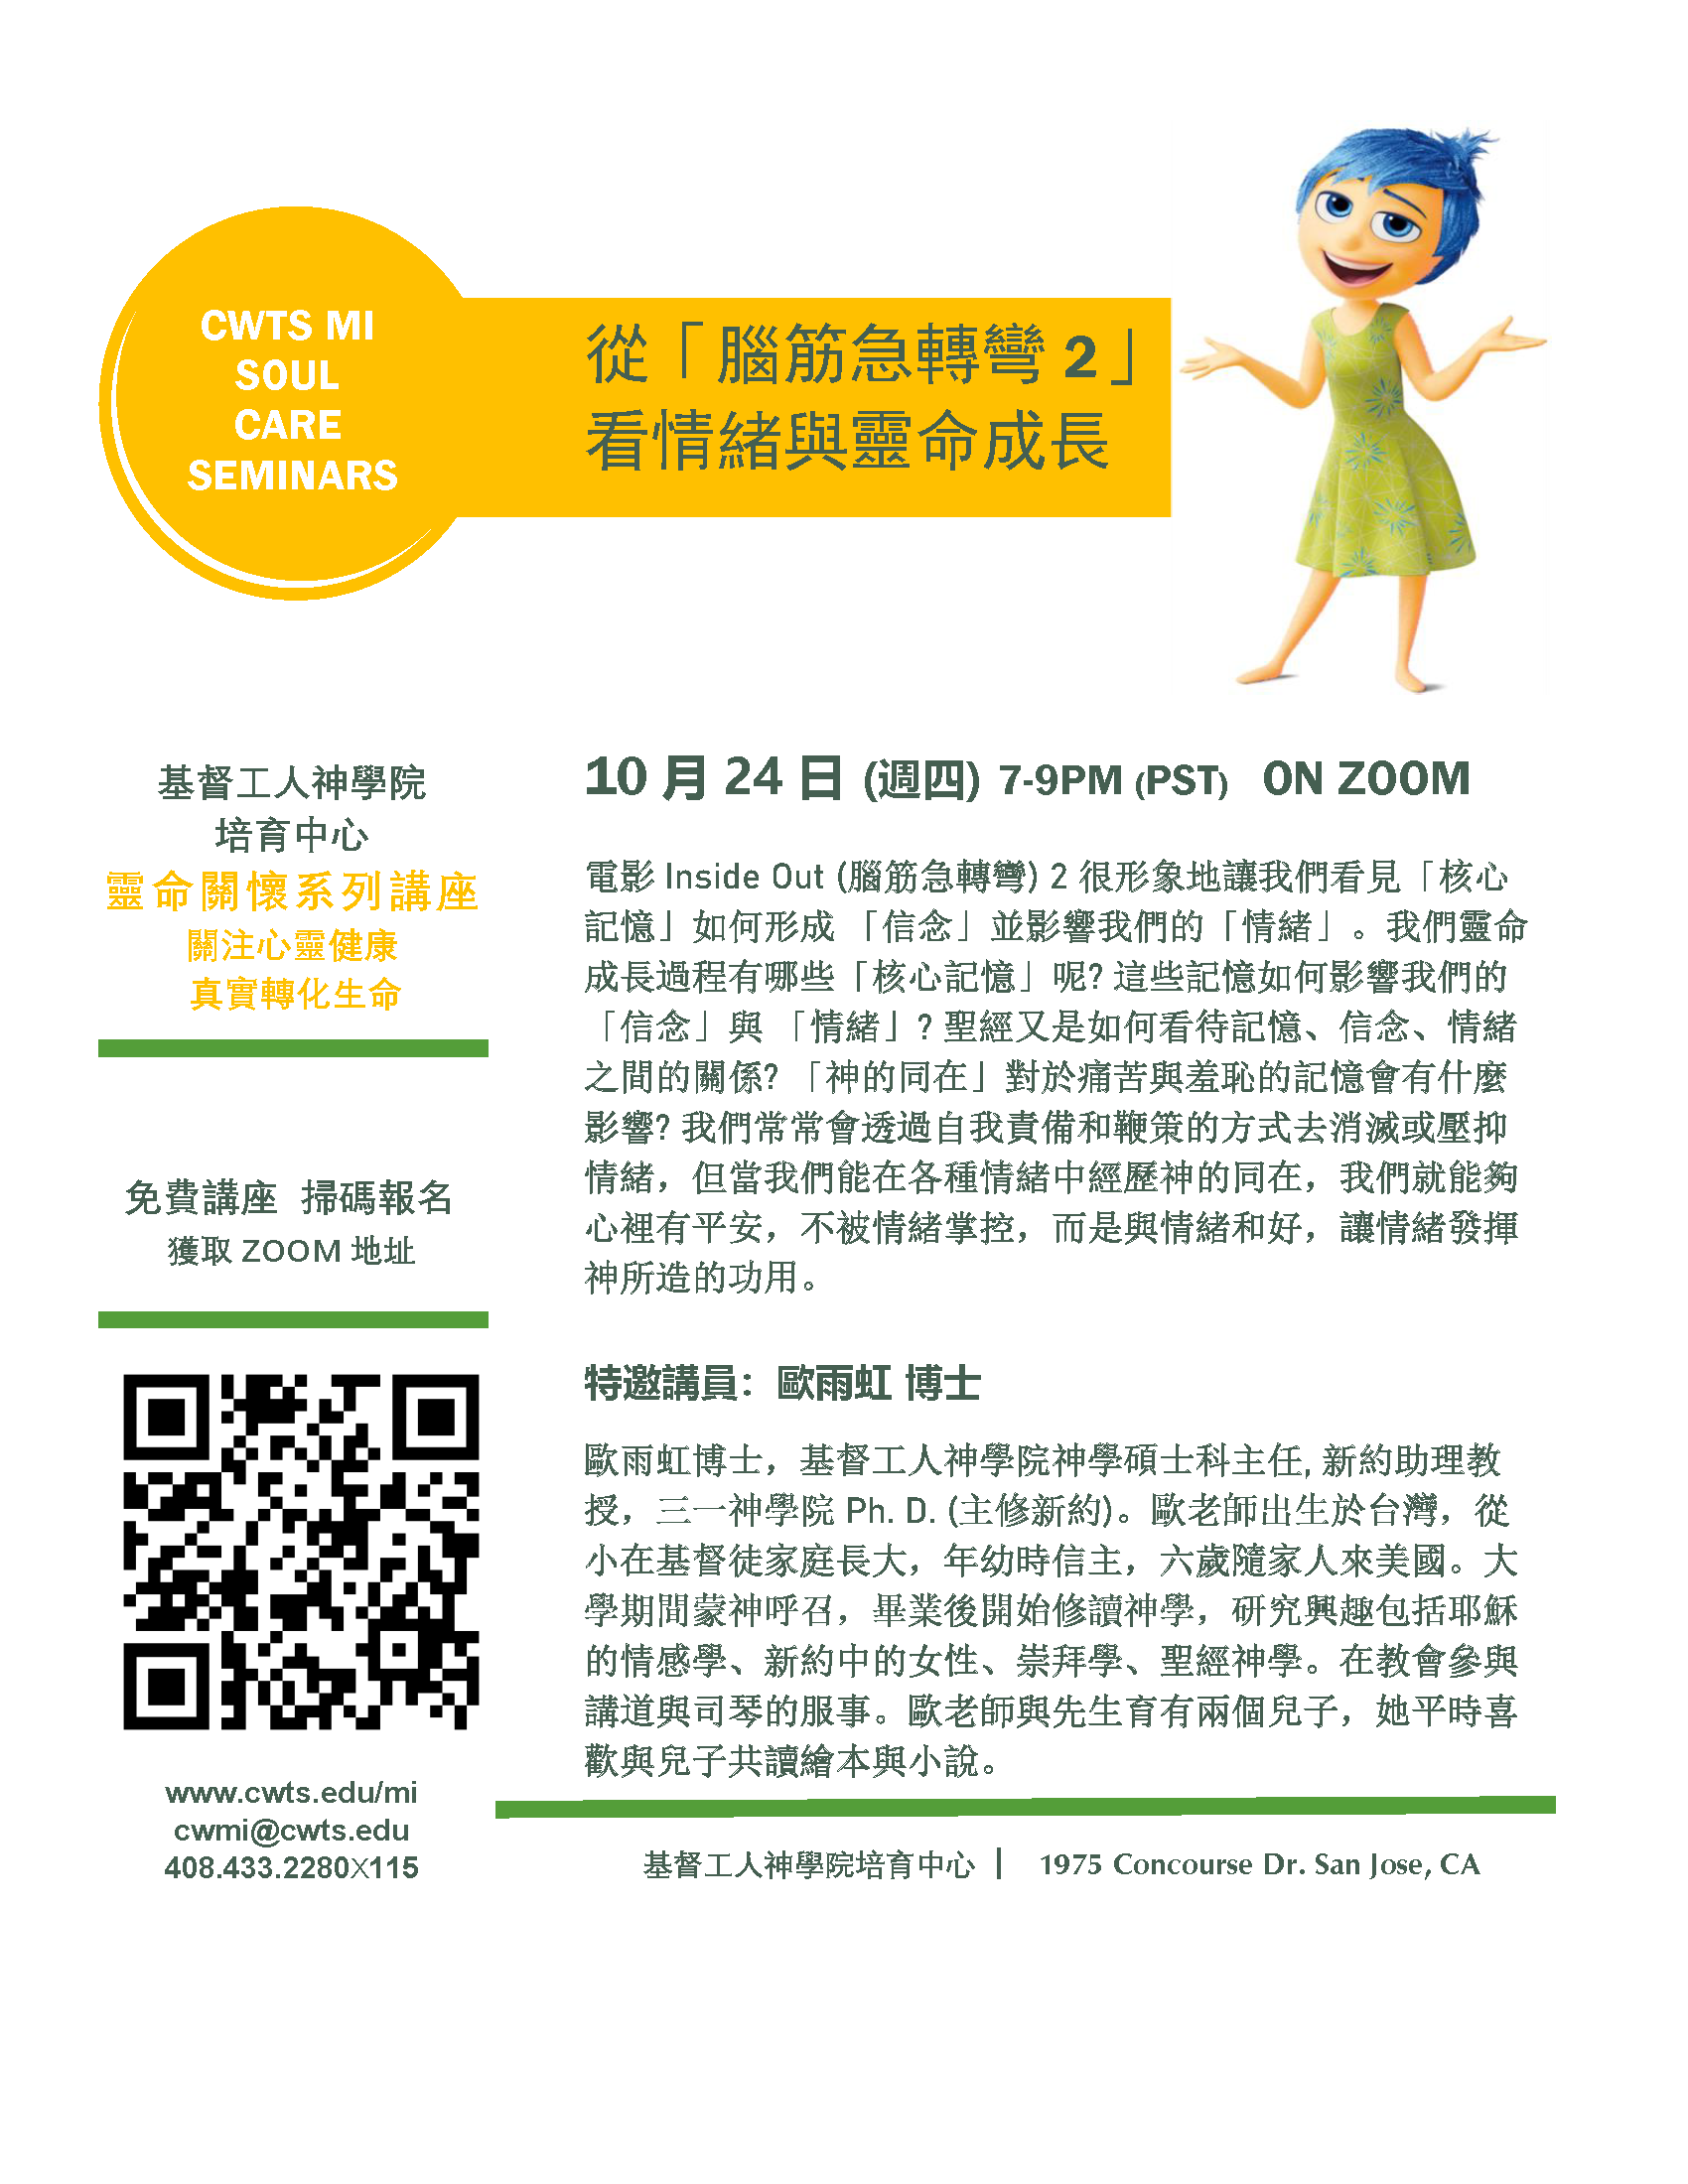 CWTS MI
SOUL
CARE
SEMINARS
從「腦筋急轉彎 2」
看情緒與靈命成長
基督工人神學院
培育中心
靈命關懷系列講座
關注心靈健康
真實轉化生命
免費講座 掃碼報名
獲取 ZOOM 地址
www.cwts.edu/mi
cwmi@cwts.edu
408.433.2280X115
10 月 24 日 (週四) 7-9PM (PST) ON ZOOM
電影 Inside Out (腦筋急轉彎) 2 很形象地讓我們看見「核心
記憶」如何形成 「信念」並影響我們的「情緒」。我們靈命
成長過程有哪些「核心記憶」呢? 這些記憶如何影響我們的
「信念」與 「情緒」? 聖經又是如何看待記憶、信念、情緒
之間的關係? 「神的同在」對於痛苦與羞恥的記憶會有什麼
影響? 我們常常會透過自我責備和鞭策的方式去消滅或壓抑
情緒，但當我們能在各種情緒中經歷神的同在，我們就能夠
心裡有平安，不被情緒掌控，而是與情緒和好，讓情緒發揮
神所造的功用。
特邀講員：歐雨虹 博士
歐雨虹博士，基督工人神學院神學碩士科主任, 新約助理教
授，三一神學院 Ph. D. (主修新約)。歐老師出生於台灣，從
小在基督徒家庭長大，年幼時信主，六歲隨家人來美國。大
學期間蒙神呼召，畢業後開始修讀神學，研究興趣包括耶穌
的情感學、新約中的女性、崇拜學、聖經神學。在教會參與
講道與司琴的服事。歐老師與先生育有兩個兒子，她平時喜
歡與兒子共讀繪本與小說。
基督工人神學院培育中心 | 1975 Concourse Dr. San Jose, CA